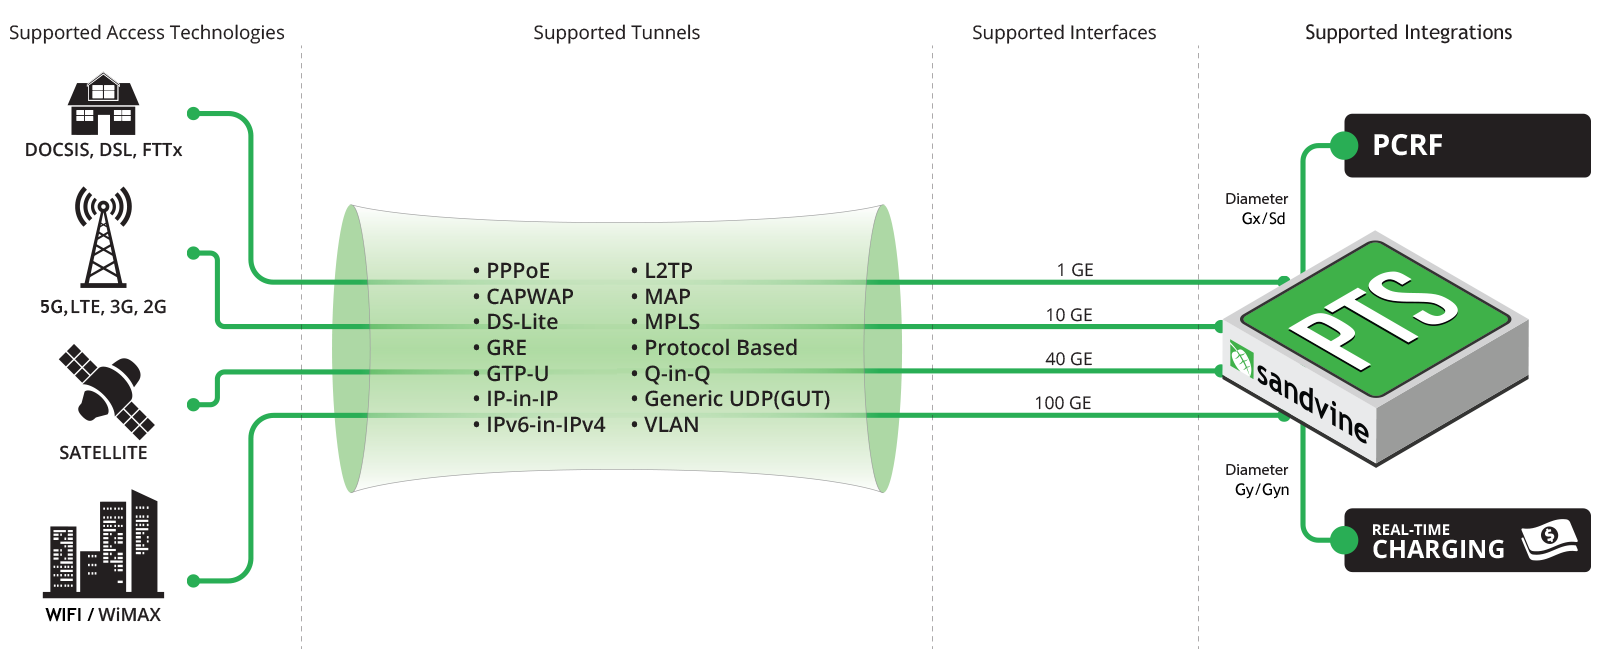 Supported Access Technologies
Supported Tunnels
Supported Interfaces
Supported Integrations
DOCSIS, DSL, FTTx
5G, LTE, 3G, 2G
SATELLITE
WIFI / WiMAX
• PPPoE
• CAPWAP
• DS-Lite
• GRE
• GTP-U
• IP-in-IP
• IPv6-in-IPv4
• L2TP
• MAP
• MPLS
• Protocol Based
• Q-in-Q
• Generic UDP(GUT)
• VLAN
1 GE
10 GE
40 GE
100 GE
PCRF
Diameter
Gx/Sd
PTS
sandvine
Diameter
Gy/Gyn
REAL-TIME
CHARGING
$